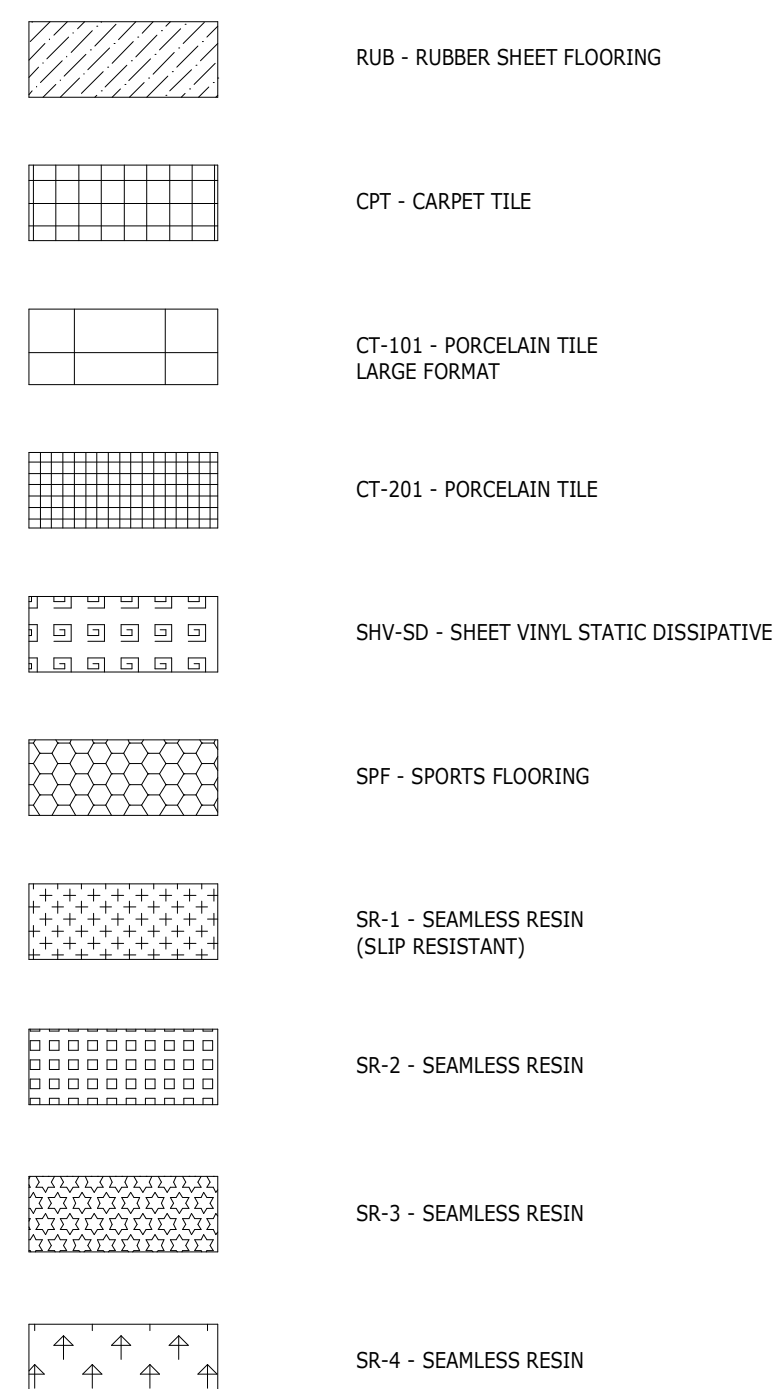 RUB - RUBBER SHEET FLOORING
CPT - CARPET TILE
CT-101 - PORCELAIN TILE
LARGE FORMAT
CT-201 - PORCELAIN TILE
SHV-SD - SHEET VINYL STATIC DISSIPATIVE
SPF - SPORTS FLOORING
SR-1 - SEAMLESS RESIN
(SLIP RESISTANT)
SR-2 - SEAMLESS RESIN
SR-3 - SEAMLESS RESIN
SR-4 - SEAMLESS RESIN